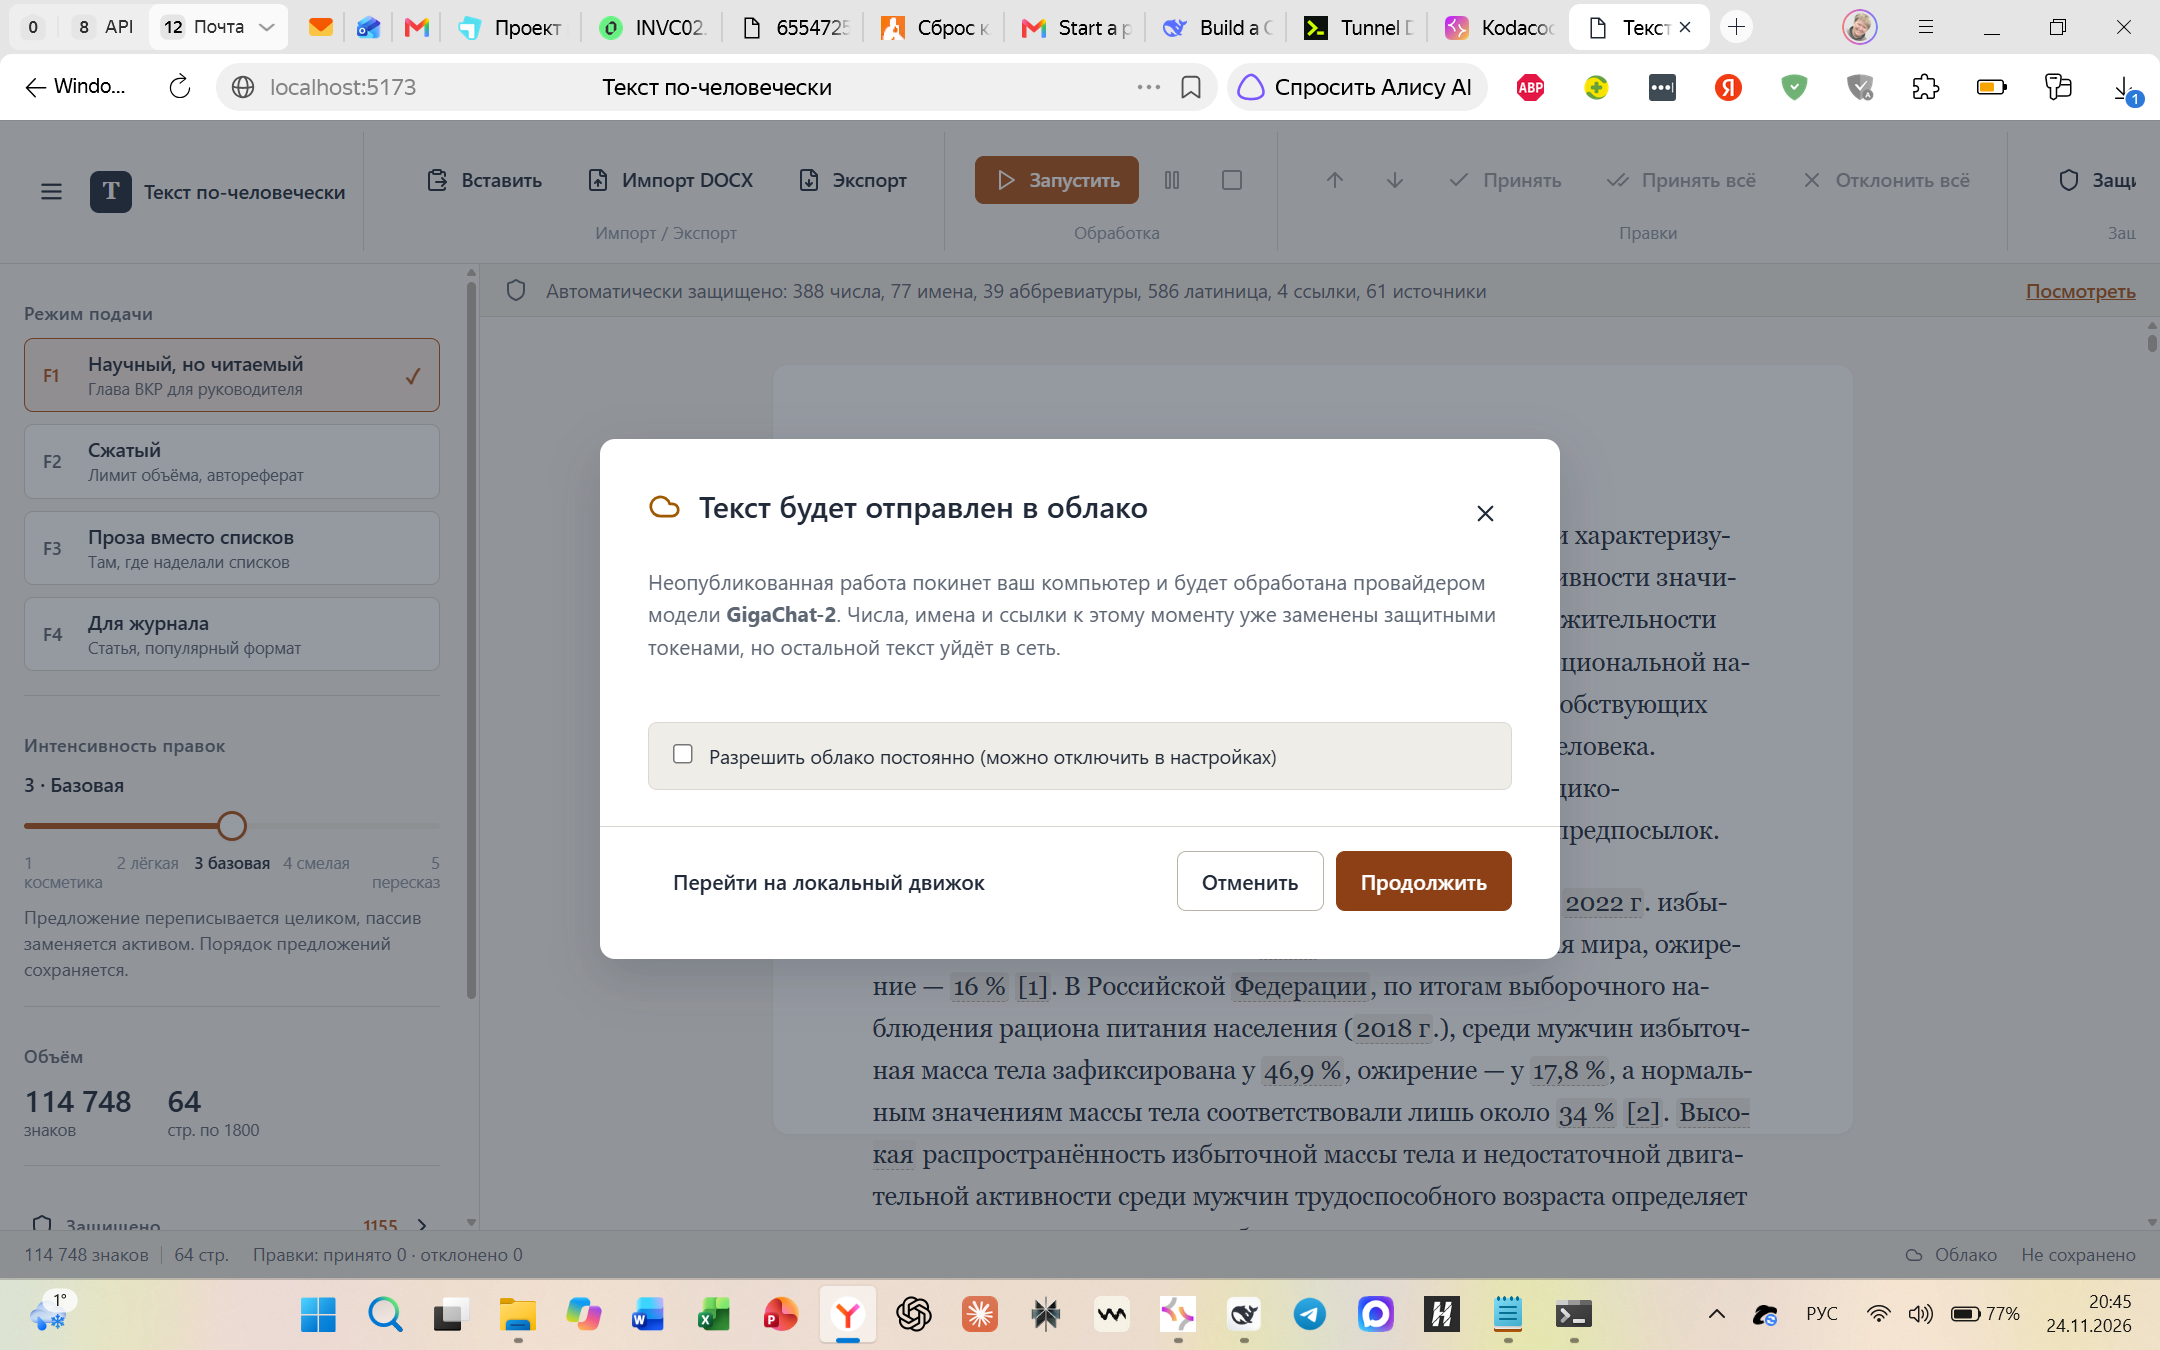 0
8 API
12 Почта
Проект
INVC02.
6554725
Сброс к
Start a p
Build a C
Tunnel D
Kodacoc
Текст
Windo...
localhost:5173
Текст по-человечески
Спросить Алису AI
ABP
Я
1
T
Текст по-человечески
Вставить
Импорт DOCX
Экспорт
Импорт / Экспорт
Запустить
Обработка
Принять
Принять всё
Отклонить всё
Правки
Защи
Защ
Автоматически защищено: 388 числа, 77 имена, 39 аббревиатуры, 586 латиница, 4 ссылки, 61 источники
Посмотреть
Режим подачи
F1
Научный, но читаемый
Глава ВКР для руководителя
F2
Сжатый
Лимит объёма, автореферат
F3
Проза вместо списков
Там, где наделали списков
F4
Для журнала
Статья, популярный формат
Интенсивность правок
3 · Базовая
1 косметика
2 лёгкая
3 базовая
4 смелая
5 пересказ
Предложение переписывается целиком, пассив
заменяется активом. Порядок предложений
сохраняется.
Объём
114 748
знаков
64
стр. по 1800
Защищено
1155
Текст будет отправлен в облако
Неопубликованная работа покинет ваш компьютер и будет обработана провайдером
модели GigaChat-2. Числа, имена и ссылки к этому моменту уже заменены защитными
токенами, но остальной текст уйдёт в сеть.
Разрешить облако постоянно (можно отключить в настройках)
Перейти на локальный движок
Отменить
Продолжить
и характеризу-
ивности значи-
жительности
циональной на-
обствующих
еловека.
цико-
предпосылок.
2022 г. избы-
я мира, ожире-
ние — 16 % [1]. В Российской Федерации, по итогам выборочного на-
блюдения рациона питания населения (2018 г.), среди мужчин избыточ-
ная масса тела зафиксирована у 46,9 %, ожирение — у 17,8 %, а нормаль-
ным значениям массы тела соответствовали лишь около 34 % [2]. Высо-
кая распространённость избыточной массы тела и недостаточной двига-
тельной активности среди мужчин трудоспособного возраста определяет
114 748 знаков
64 стр.
Правки: принято 0 · отклонено 0
Облако
Не сохранено
1°
РУС
77%
20:45
24.11.2026